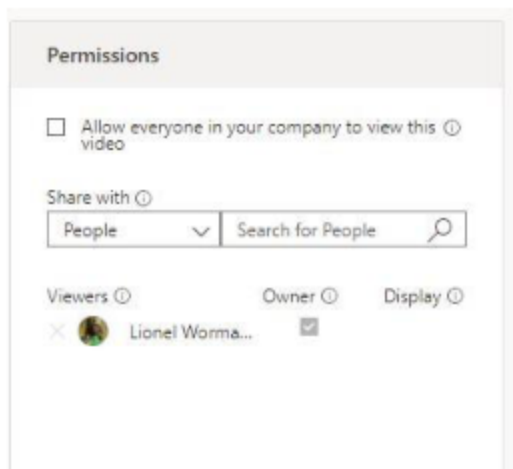 Permissions
Allow everyone in your company to view this
video
Share with
People Search for People
Viewers Owner Display
Lionel Worma...